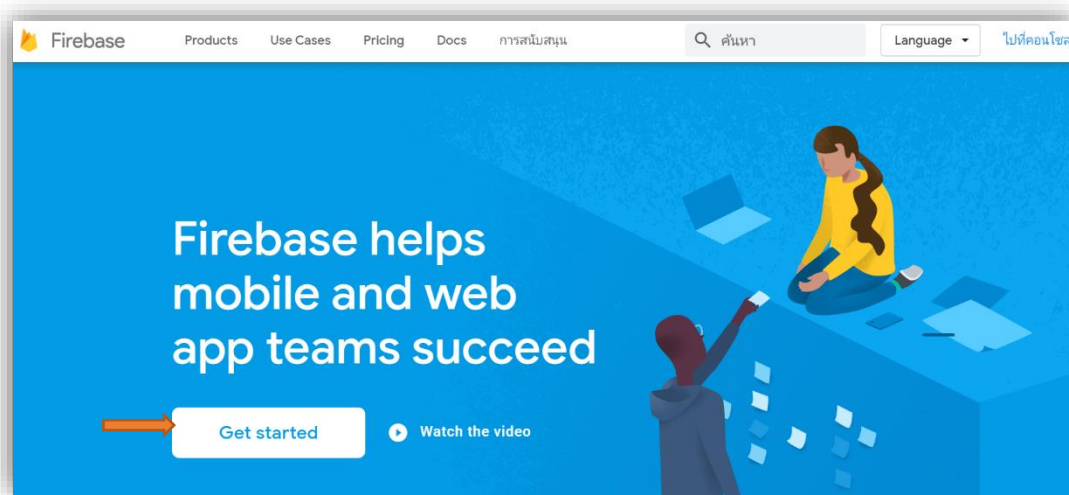 Firebase Products Use Cases Pricing Docs การสนับสนุน ค้นหา Language ไปที่คอนโซล
Firebase helps
mobile and web
app teams succeed
Get started Watch the video